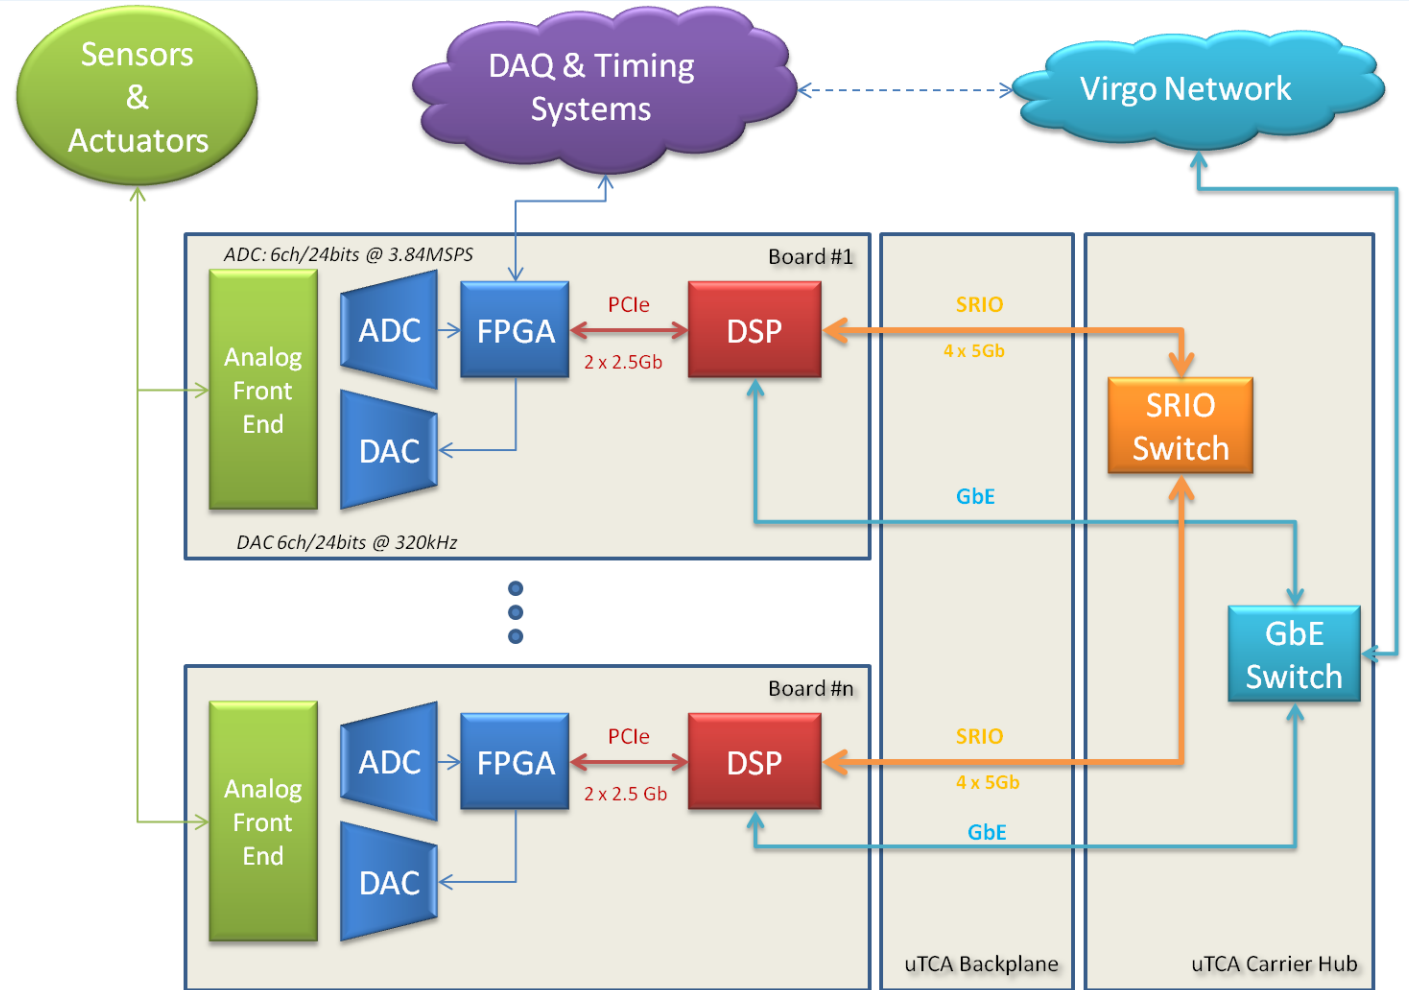 Sensors
&
Actuators
DAQ & Timing
Systems
Virgo Network
ADC: 6ch/24bits @ 3.84MSPS
Board #1
Analog
Front
End
ADC
DAC
FPGA
PCIe
2 x 2.5Gb
DSP
SRIO
4 x 5Gb
SRIO
Switch
GbE
DAC 6ch/24bits @ 320kHz
GbE
Switch
Board #n
Analog
Front
End
ADC
DAC
FPGA
PCIe
2 x 2.5 Gb
DSP
SRIO
4 x 5Gb
GbE
uTCA Backplane
uTCA Carrier Hub